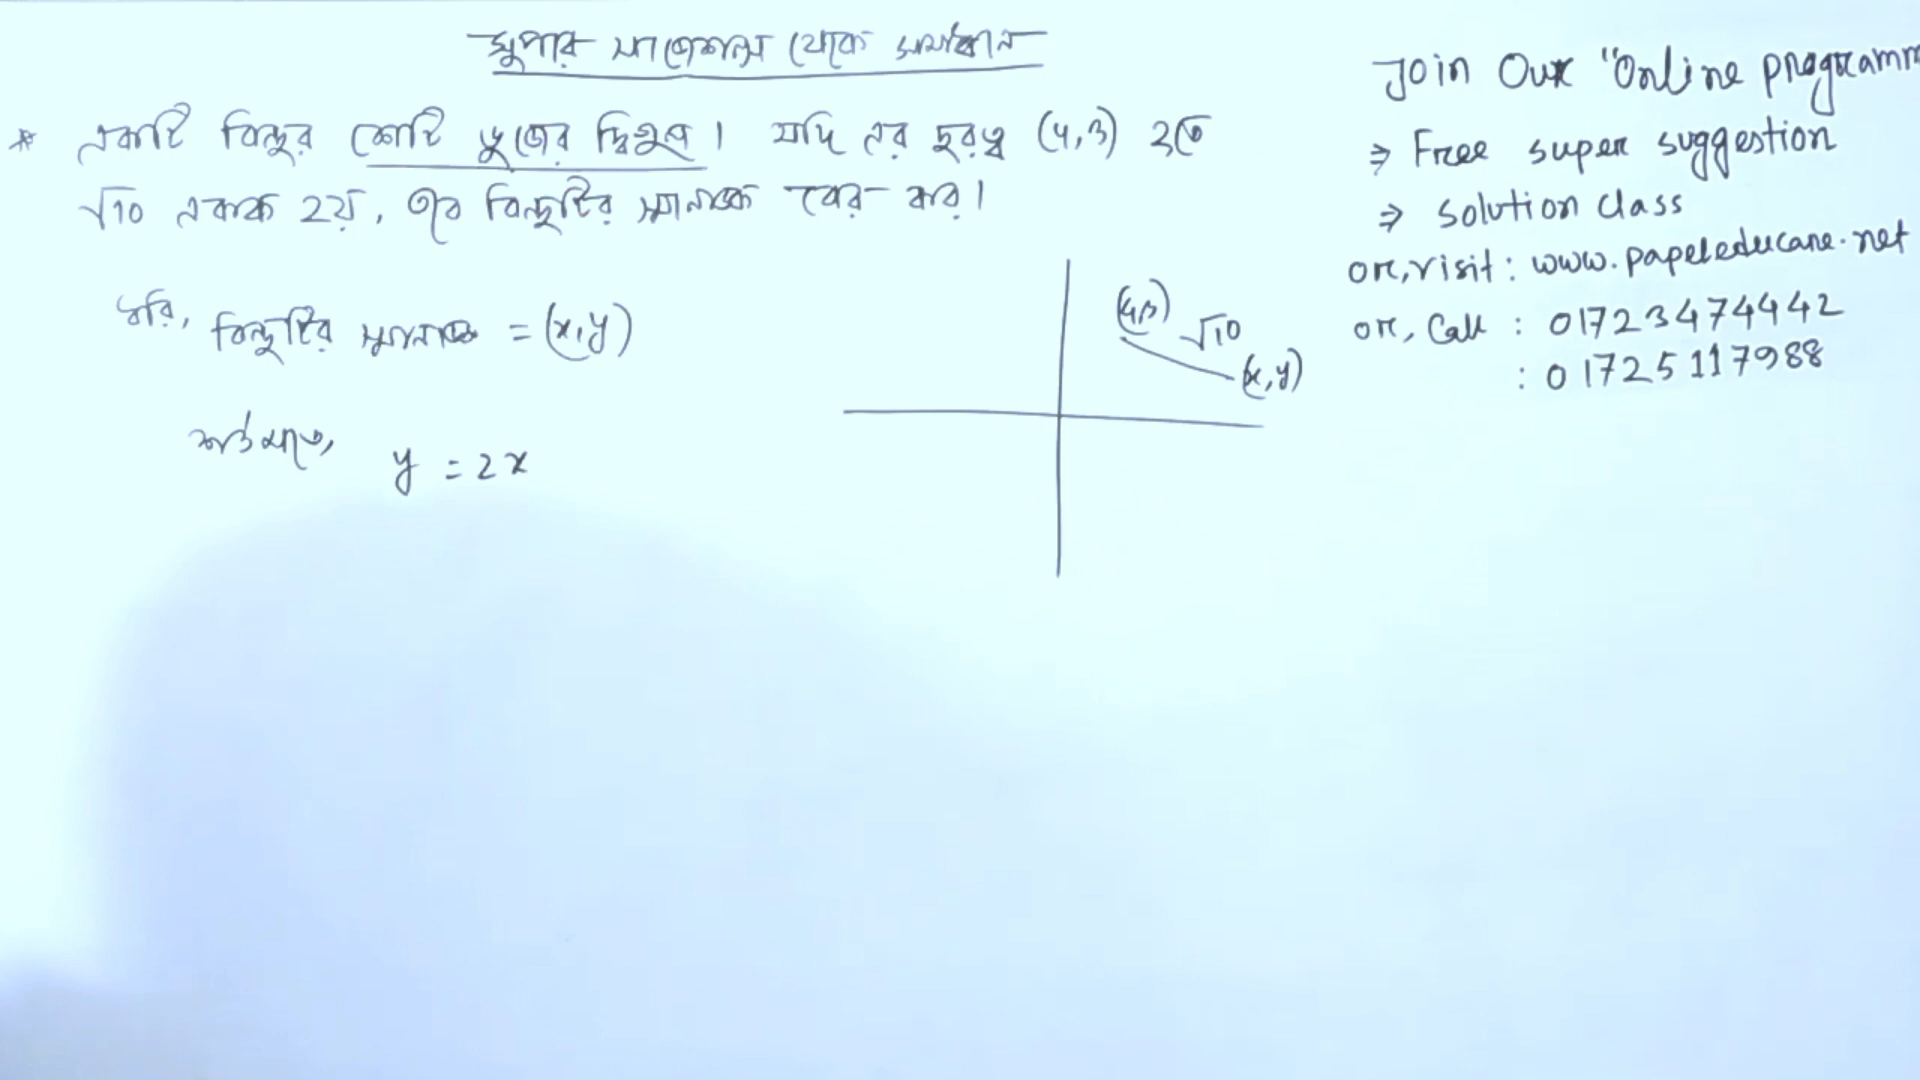 সুপার সাজেশন্স থেকে সমাধান
* একটি বিন্দুর কোটি ভুজের দ্বিগুণ। যদি এর দূরত্ব (4,3) হতে
√10 একক হয়, তবে বিন্দুটির স্থানাঙ্ক বের কর।
ধরি, বিন্দুটির স্থানাঙ্ক = (x,y)
শর্তমতে,
y = 2x
(4,3)
√10
(x,y)
Join Our "Online programm
⇒ Free super suggestion
⇒ solution class
or, visit : www.papeleducare.net
or, Call : 01723474442
: 01725117988